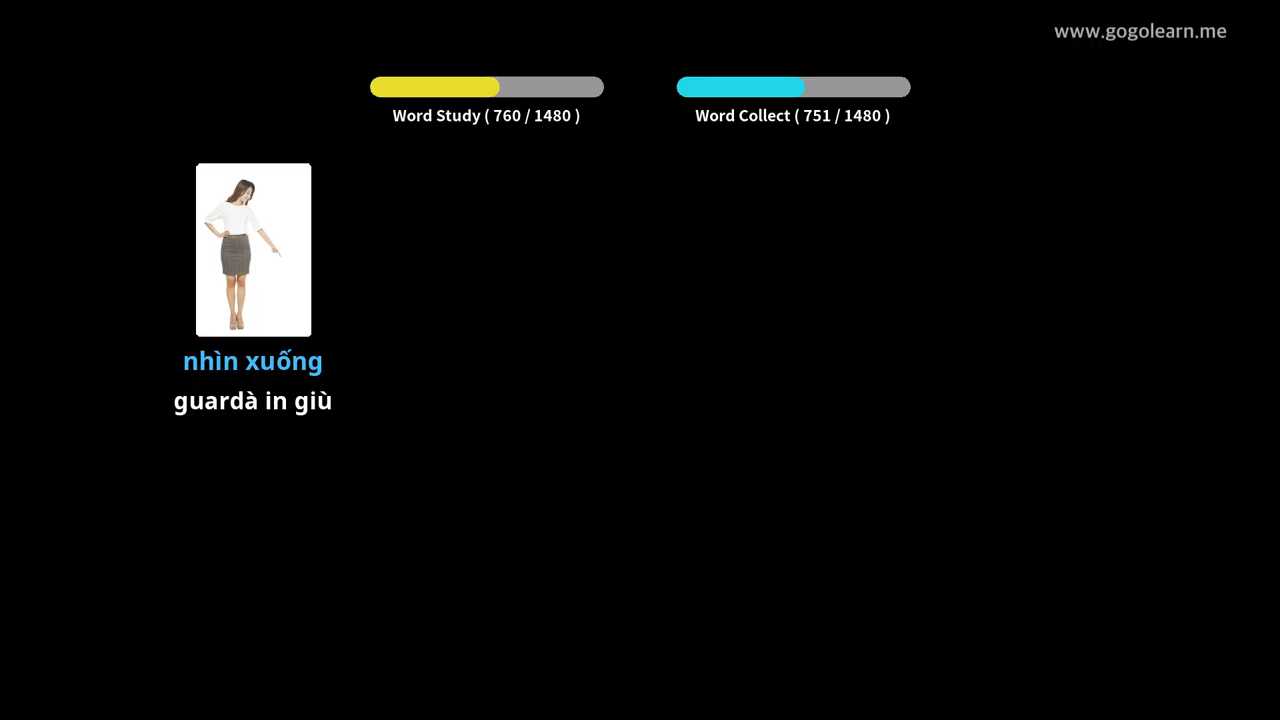 www.gogolearn.me
Word Study ( 760 / 1480 )
Word Collect ( 751 / 1480 )
nhìn xuống
guardà in giù